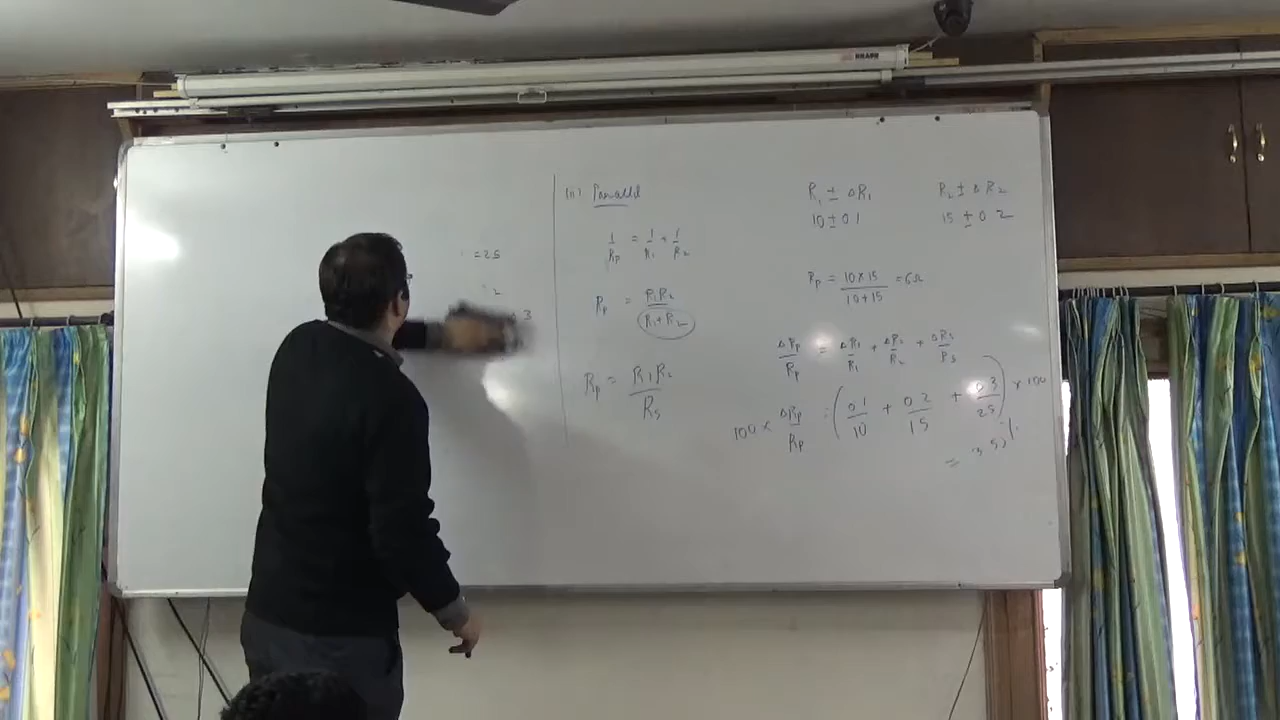 = 25
2
3
(ii) Parallel
1/Rp = 1/R1 + 1/R2
Rp = R1R2/R1+R2
Rp = R1R2/Rs
R1 ± ΔR1
10 ± 0.1
R2 ± ΔR2
15 ± 0.2
Rp = 10×15/10+15 = 6Ω
ΔRp/Rp = ΔR1/R1 + ΔR2/R2 + ΔRs/Rs
100 × ΔRp/Rp = (0.1/10 + 0.2/15 + 0.3/25) × 100
= 3.5%